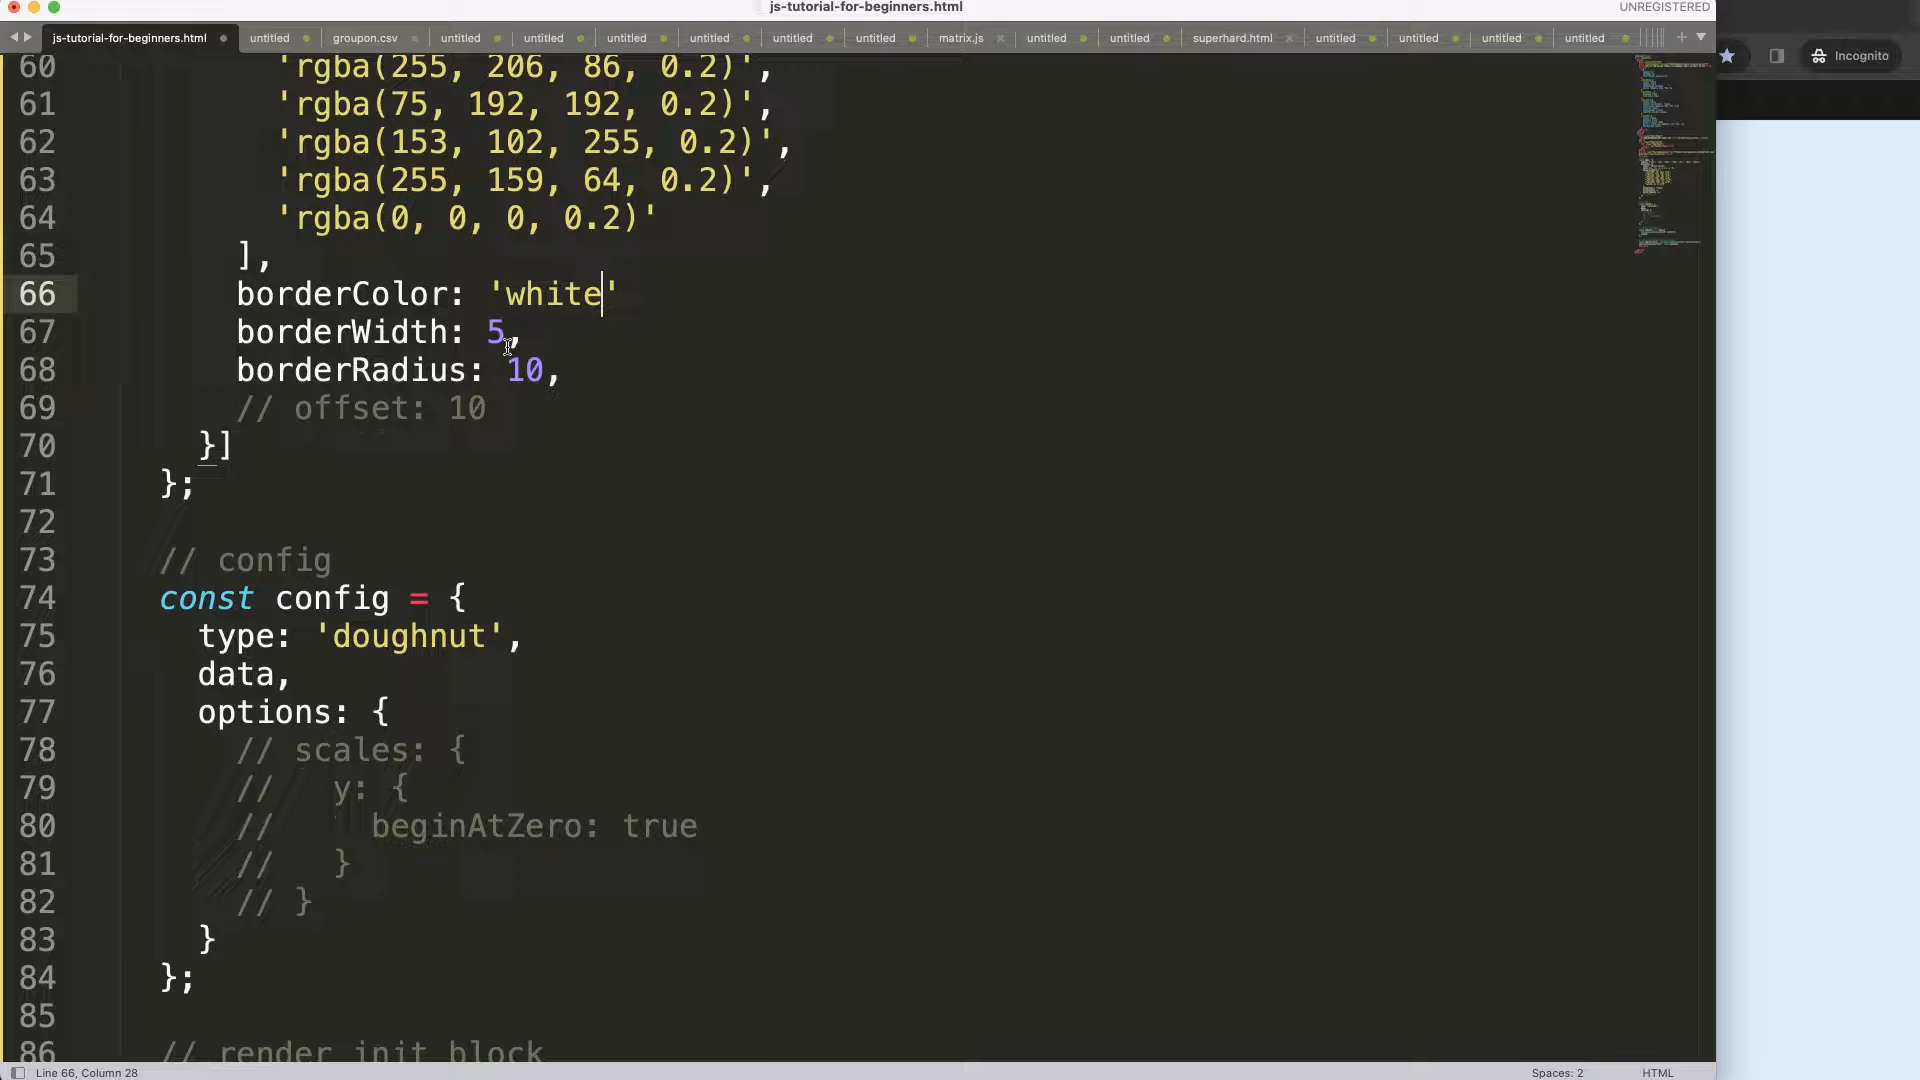 js-tutorial-for-beginners.html
UNREGISTERED
js-tutorial-for-beginners.html untitled groupon.csv untitled untitled untitled untitled untitled untitled matrix.js untitled untitled superhard.html untitled untitled untitled untitled
Incognito
60 'rgba(255, 206, 86, 0.2)',
61 'rgba(75, 192, 192, 0.2)',
62 'rgba(153, 102, 255, 0.2)',
63 'rgba(255, 159, 64, 0.2)',
64 'rgba(0, 0, 0, 0.2)'
65 ],
66 borderColor: 'white'
67 borderWidth: 5,
68 borderRadius: 10,
69 // offset: 10
70 }]
71 };
72
73 // config
74 const config = {
75 type: 'doughnut',
76 data,
77 options: {
78 // scales: {
79 // y: {
80 // beginAtZero: true
81 // }
82 // }
83 }
84 };
85
86 // render init block
Line 66, Column 28
Spaces: 2
HTML